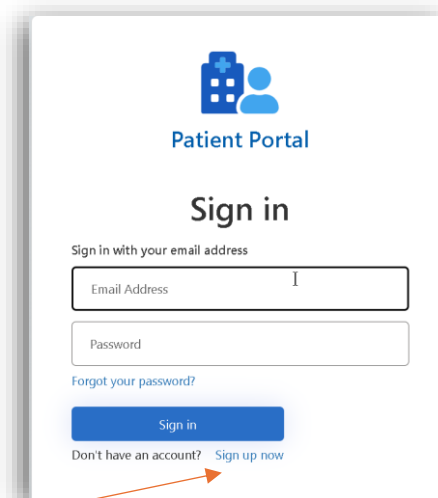 Patient Portal
Sign in
Sign in with your email address
Email Address
Password
Forgot your password?
Sign in
Don't have an account? Sign up now